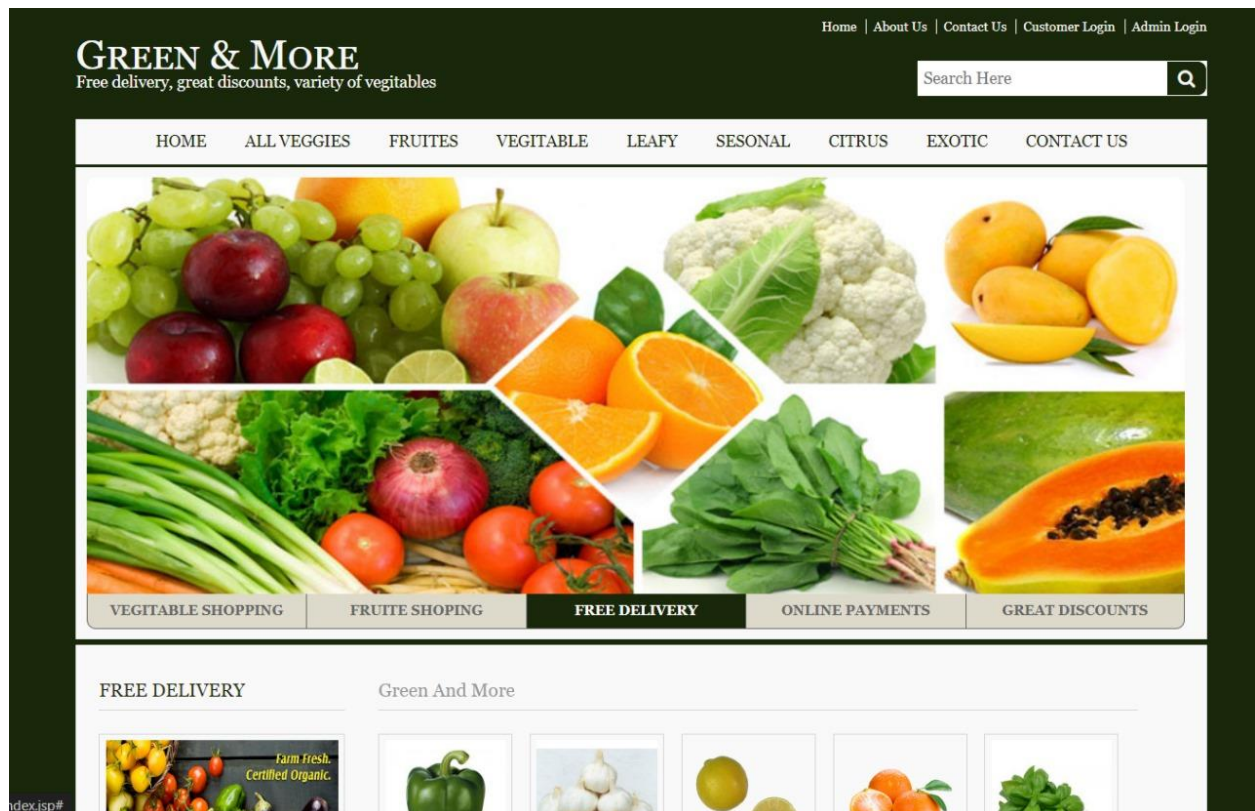 Home | About Us | Contact Us | Customer Login | Admin Login
GREEN & MORE
Free delivery, great discounts, variety of vegitables
Search Here
HOME ALL VEGGIES FRUITES VEGITABLE LEAFY SESONAL CITRUS EXOTIC CONTACT US
VEGITABLE SHOPPING FRUITE SHOPING FREE DELIVERY ONLINE PAYMENTS GREAT DISCOUNTS
FREE DELIVERY Green And More
Farm Fresh.
Certified Organic.
ndex.jsp#